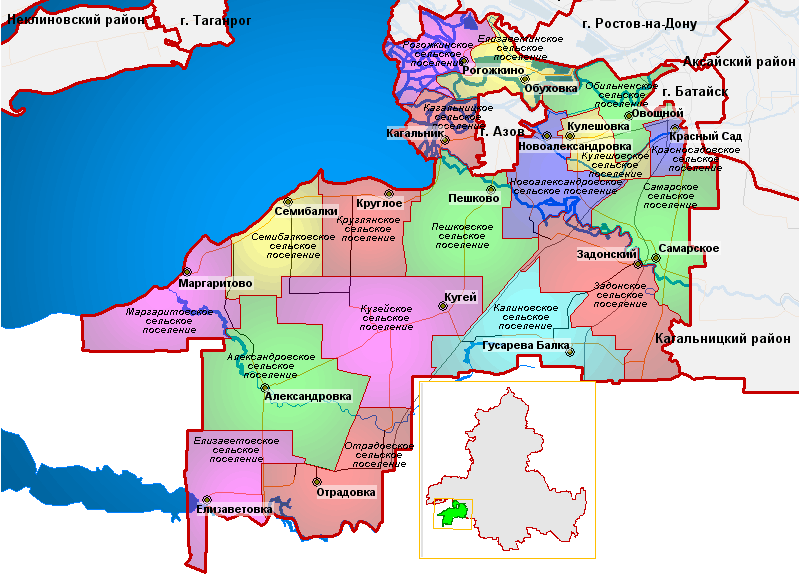 Неклиновский район
г. Таганрог
г. Ростов-на-Дону
Рогожкинское
сельское
поселение
Елизаветинское
сельское
поселение
Аксайский район
Рогожкино
Обуховка
Обильненское
сельское
поселение
г. Батайск
Кагальницкое
сельское
поселение
Овощной
Кагальник
г. Азов
Кулешовка
Красный Сад
Новоалександровка
Кулешовское
сельское
поселение
Красносадовское
сельское
поселение
Новоалександровское
сельское поселение
Самарское
сельское
поселение
Пешково
Круглое
Семибалки
Круглянское
сельское
поселение
Пешковское
сельское
поселение
Семибалковское
сельское
поселение
Задонский
Самарское
Маргаритово
Кугей
Задонское
сельское
поселение
Маргаритовское
сельское
поселение
Кугейское
сельское
поселение
Калиновское
сельское
поселение
Гусарева Балка
Кагальницкий район
Александровское
сельское
поселение
Александровка
Елизаветовское
сельское
поселение
Отрадовское
сельское
поселение
Отрадовка
Елизаветовка